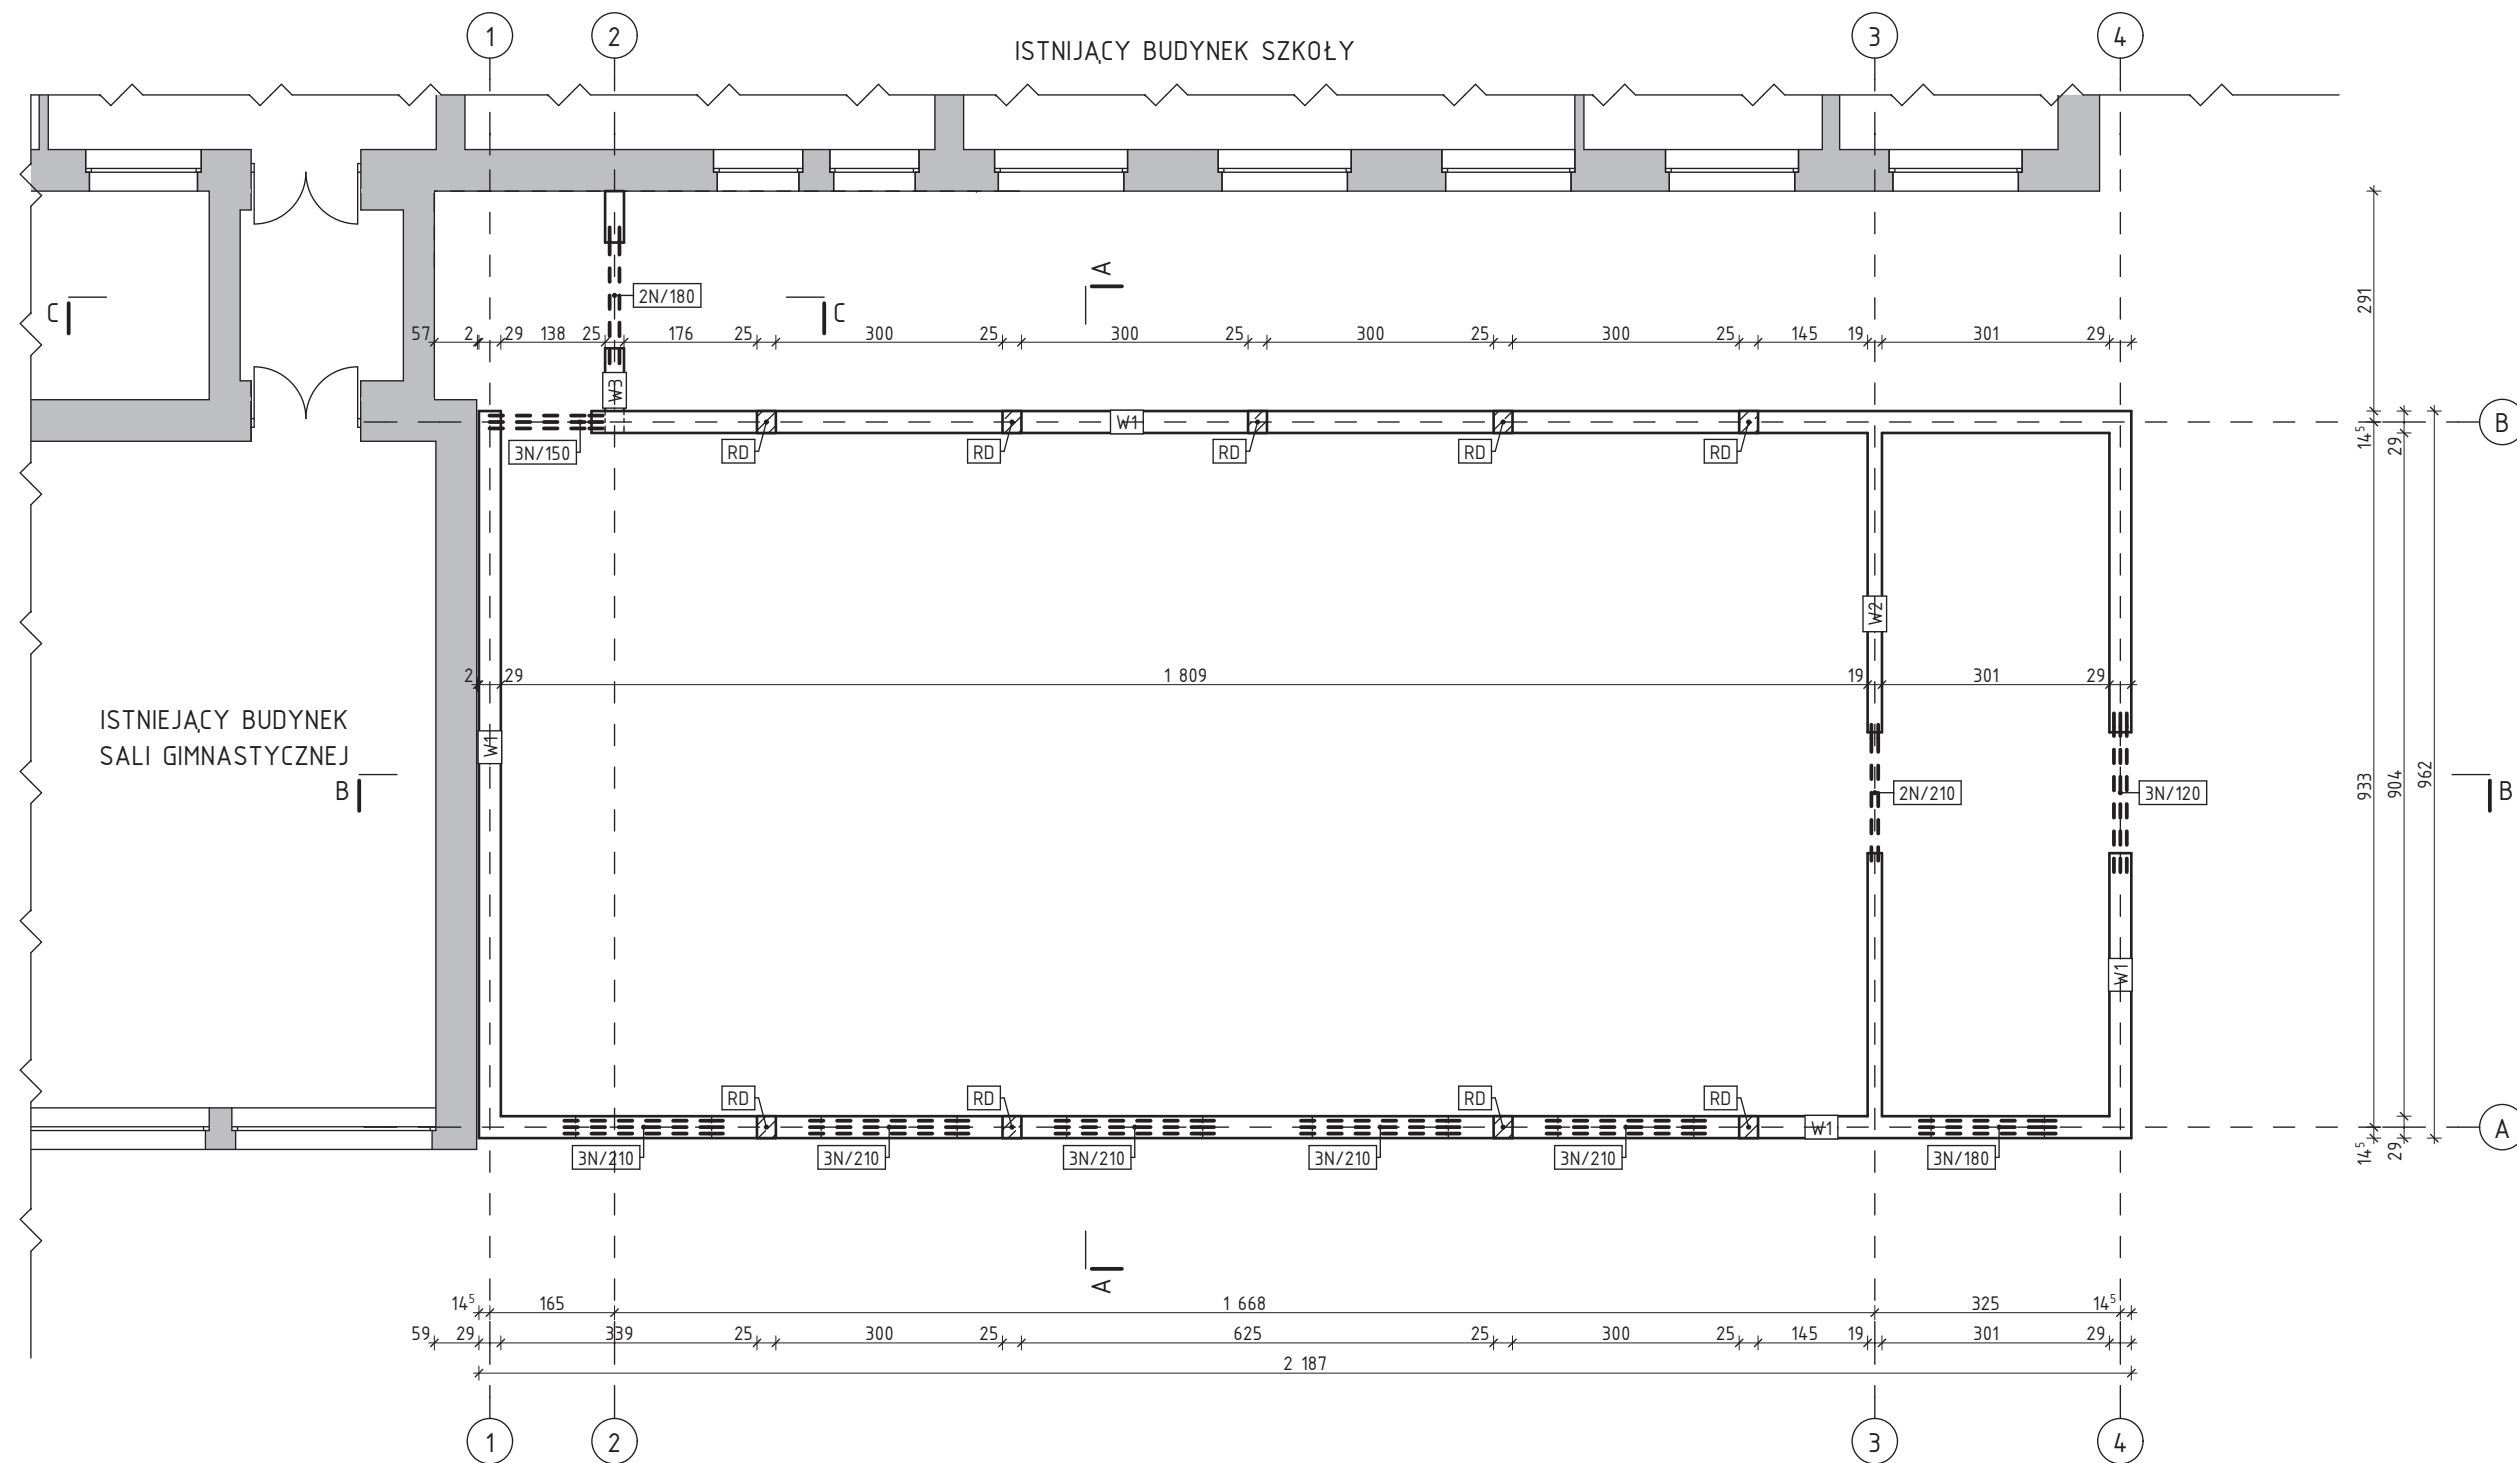 1
2
3
4
ISTNIJĄCY BUDYNEK SZKOŁY
C
2N/180
C
A
291
57
2
29
138
25
176
25
300
25
300
25
300
25
300
25
145
19
301
29
W3
W1
B
3N/150
RD
RD
RD
RD
RD
14⁵
29
W2
2
29
1 809
19
301
29
ISTNIEJĄCY BUDYNEK
SALI GIMNASTYCZNEJ
W1
B
2N/210
3N/120
933
904
962
B
W1
RD
RD
RD
RD
W1
A
3N/210
3N/210
3N/210
3N/210
3N/210
3N/180
14⁵
29
A
14⁵
165
1 668
325
14⁵
59
29
339
25
300
25
625
25
300
25
145
19
301
29
2 187
1
2
3
4